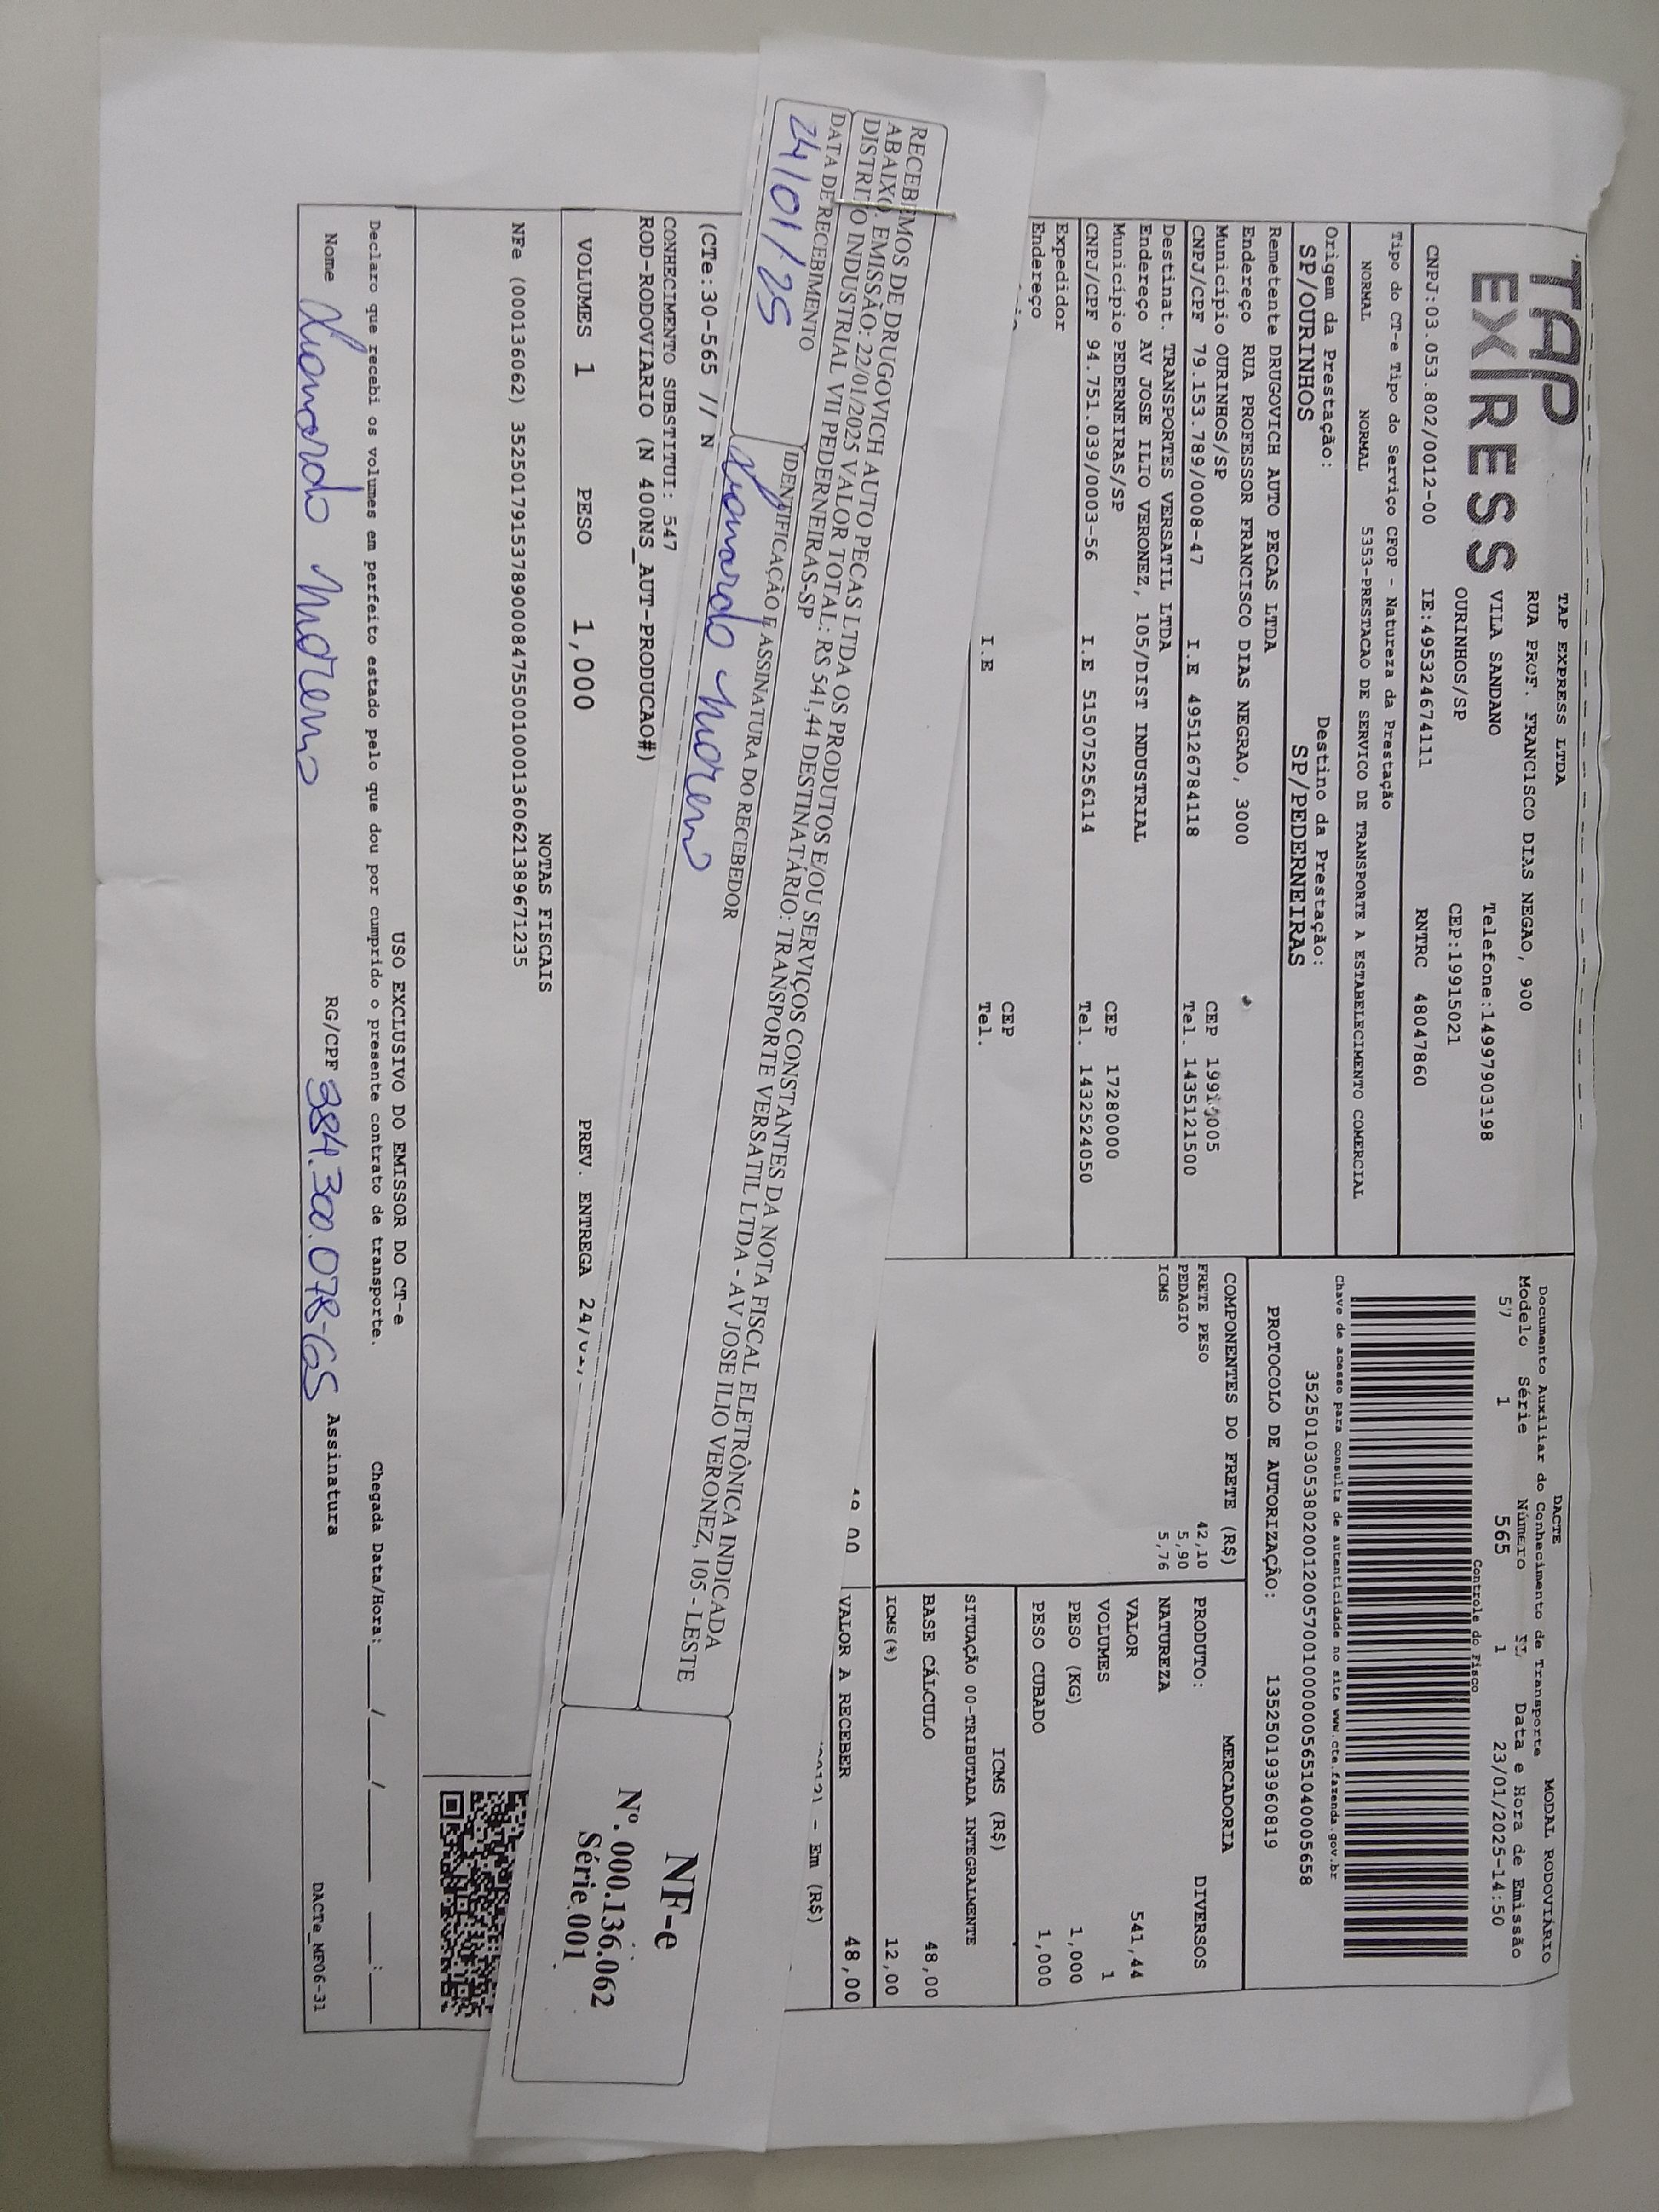 TAP EXPRESS
TAP EXPRESS LTDA
RUA PROF. FRANCISCO DIAS NEGAO, 900
VILA SANDANO Telefone:14997903198
OURINHOS/SP CEP:19915021
CNPJ:03.053.802/0012-00 IE:495324674111 RNTRC 48047860
Tipo do CT-e Tipo do Serviço CFOP - Natureza da Prestação
NORMAL NORMAL 5353-PRESTACAO DE SERVICO DE TRANSPORTE A ESTABELECIMENTO COMERCIAL
Origem da Prestação: Destino da Prestação:
SP/OURINHOS SP/PEDERNEIRAS
Remetente DRUGOVICH AUTO PECAS LTDA
Endereço RUA PROFESSOR FRANCISCO DIAS NEGRAO, 3000
Município OURINHOS/SP CEP
CNPJ/CPF 79.153.789/0008-47 I.E 495126784118 Tel. 1435121500
Destinat. TRANSPORTES VERSATIL LTDA
Endereço AV JOSE ILIO VERONEZ, 105/DIST INDUSTRIAL
Município PEDERNEIRAS/SP CEP 17280000
CNPJ/CPF 94.751.039/0003-56 I.E 515075256114 Tel. 1432524050
Expedidor
Endereço
CEP
I.E Tel.
DACTE MODAL RODOVIÁRIO
Documento Auxiliar do Conhecimento de Transporte
Modelo Série Número FL Data e Hora de Emissão
57 1 565 1 23/01/2025-14:50
Controle do Fisco
Chave de acesso para consulta de autenticidade no site www.cte.fazenda.gov.br
35250103053802001200570010000005651040005658
PROTOCOLO DE AUTORIZAÇÃO: 135250193960819
COMPONENTES DO FRETE (R$)
FRETE PESO 42,10
PEDAGIO 5,90
ICMS 5,76
MERCADORIA
PRODUTO: DIVERSOS
NATUREZA
VALOR 541,44
VOLUMES 1
PESO (KG) 1,000
PESO CUBADO 1,000
ICMS (R$)
SITUAÇÃO 00-TRIBUTADA INTEGRALMENTE
BASE CÁLCULO 48,00
ICMS(%) 12,00
VALOR A RECEBER 48,00
- Em (R$)
RECEBEMOS DE DRUGOVICH AUTO PECAS LTDA OS PRODUTOS E/OU SERVIÇOS CONSTANTES DA NOTA FISCAL ELETRÔNICA INDICADA
ABAIXO. EMISSÃO: 22/01/2025 VALOR TOTAL: R$ 541,44 DESTINATÁRIO: TRANSPORTE VERSATIL LTDA - AV JOSE ILIO VERONEZ, 105 - LESTE
DISTRITO INDUSTRIAL VII PEDERNEIRAS-SP
DATA DE RECEBIMENTO IDENTIFICAÇÃO E ASSINATURA DO RECEBEDOR
24/01/25 Leonardo Moreno
NF-e
Nº. 000.136.062
Série 001
(CTe:30-565 // N
CONHECIMENTO SUBSTITUI: 547
ROD-RODOVIARIO (N 400NS_AUT-PRODUCAO#)
VOLUMES 1 PESO 1,000 PREV. ENTREGA 24/
NOTAS FISCAIS
NFe (000136062) 35250179153789000847550010001360621389671235
USO EXCLUSIVO DO EMISSOR DO CT-e
Declaro que recebi os volumes em perfeito estado pelo que dou por cumprido o presente contrato de transporte. Chegada Data/Hora:____/____/____ ___:___
Nome Leonardo Moreno RG/CPF 384.300.078-65 Assinatura DACTe_MF06-31